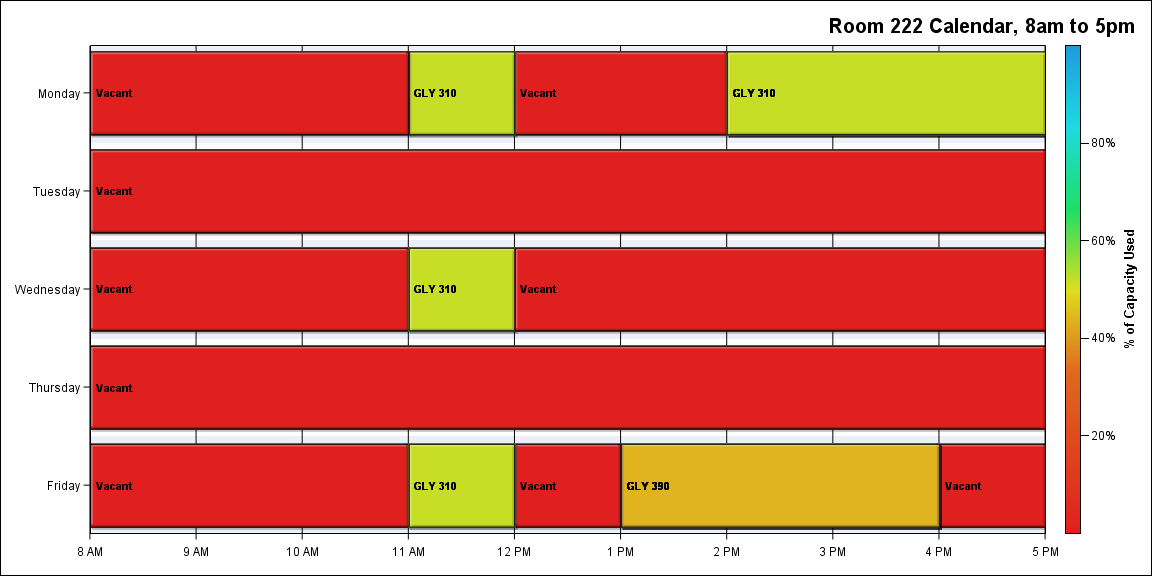 Room 222 Calendar, 8am to 5pm
Monday
Vacant
GLY 310
Vacant
GLY 310
Tuesday
Vacant
Wednesday
Vacant
GLY 310
Vacant
Thursday
Vacant
Friday
Vacant
GLY 310
Vacant
GLY 390
Vacant
8 AM 9 AM 10 AM 11 AM 12 PM 1 PM 2 PM 3 PM 4 PM 5 PM
80%
60%
40%
20%
% of Capacity Used